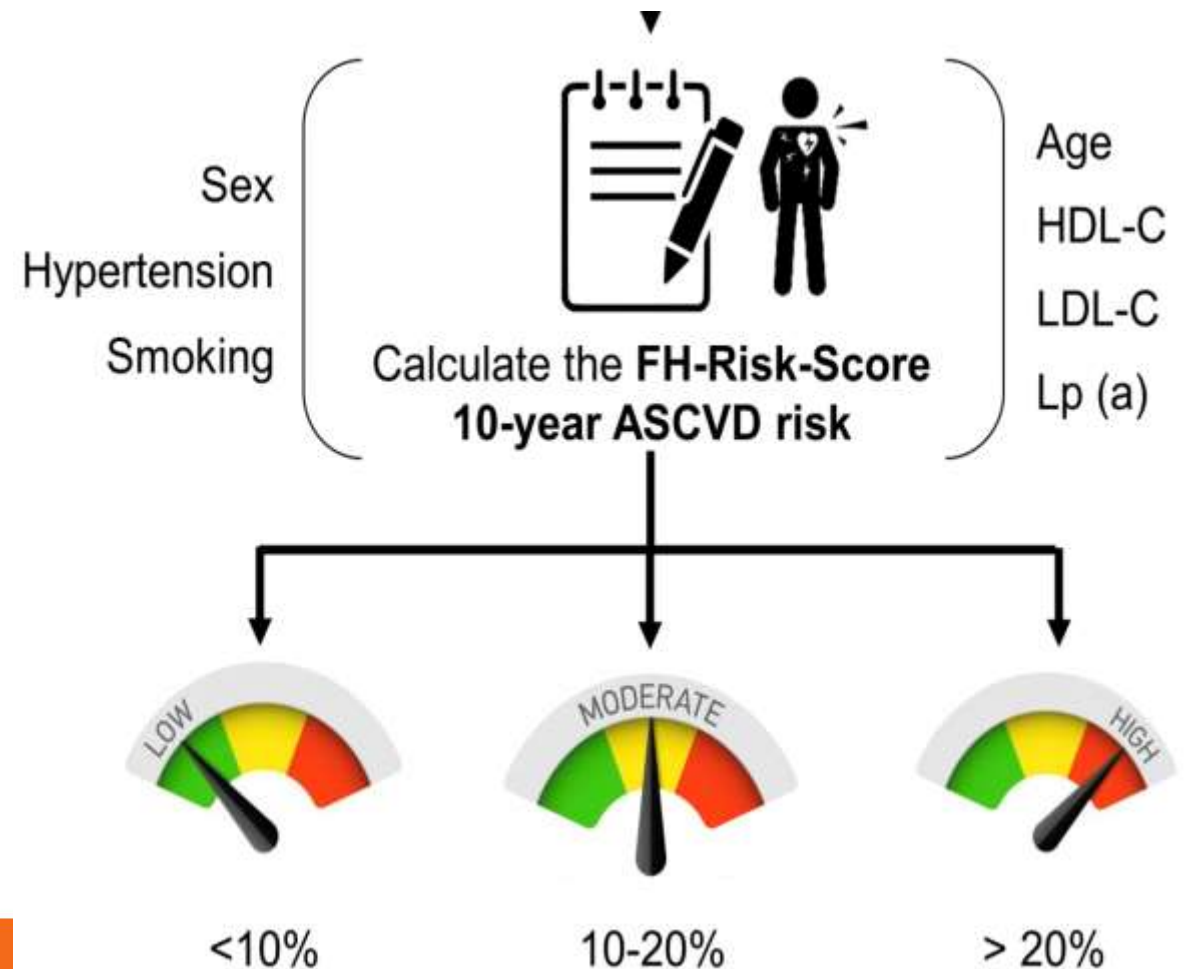 Sex
Hypertension
Smoking
Calculate the FH-Risk-Score
10-year ASCVD risk
Age
HDL-C
LDL-C
Lp (a)
LOW
MODERATE
HIGH
<10%
10-20%
> 20%